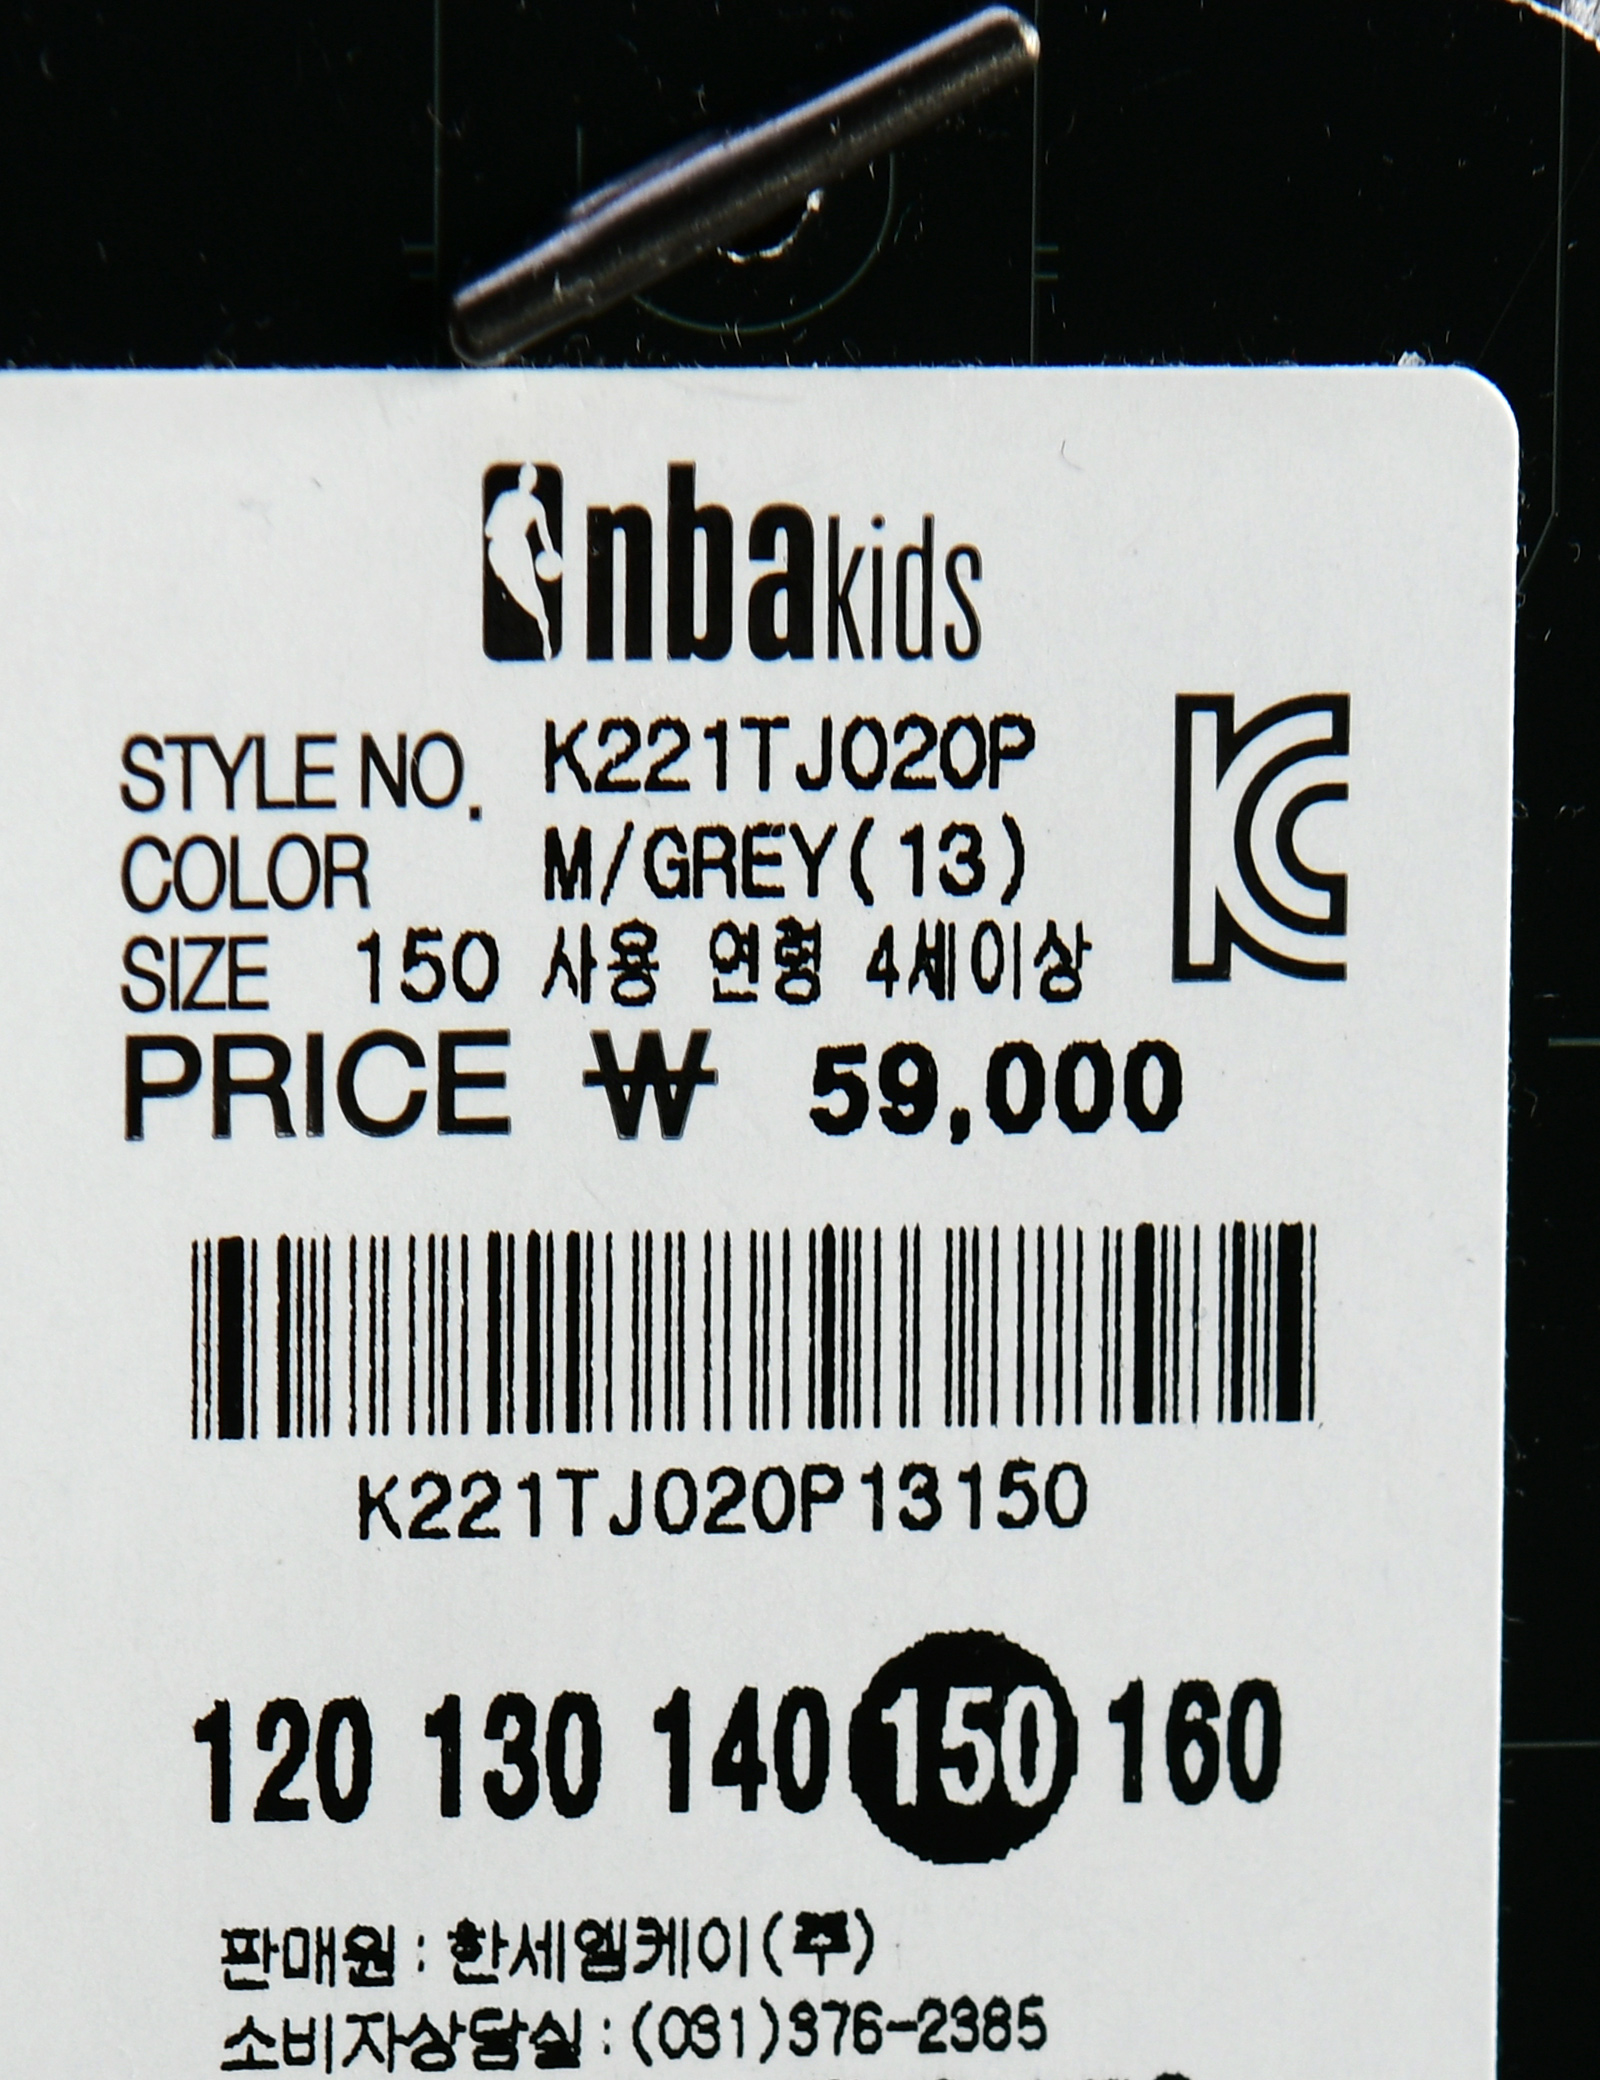 nba kids
STYLE NO. K221TJ020P
COLOR M/GREY(13)
SIZE 150 사용 연령 4세이상
PRICE ₩ 59,000
K221TJ020P13150
120 130 140 150 160
판매원 : 한세엠케이(주)
소비자상담실 : (031)376-2385